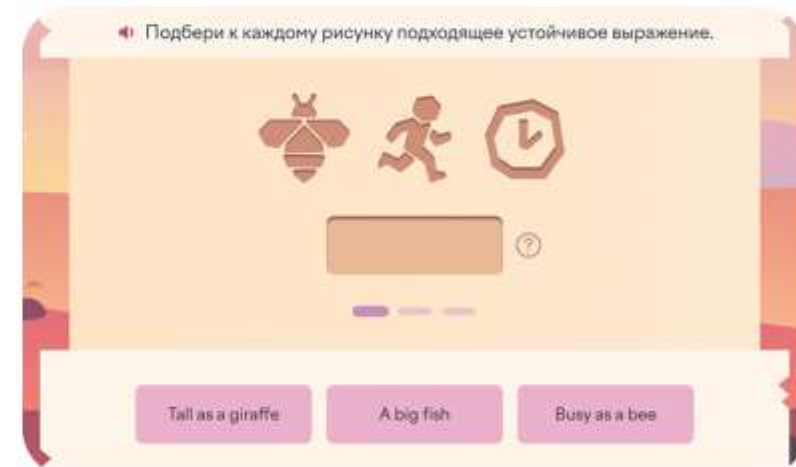 Подбери к каждому рисунку подходящее устойчивое выражение.
?
Tall as a giraffe
A big fish
Busy as a bee